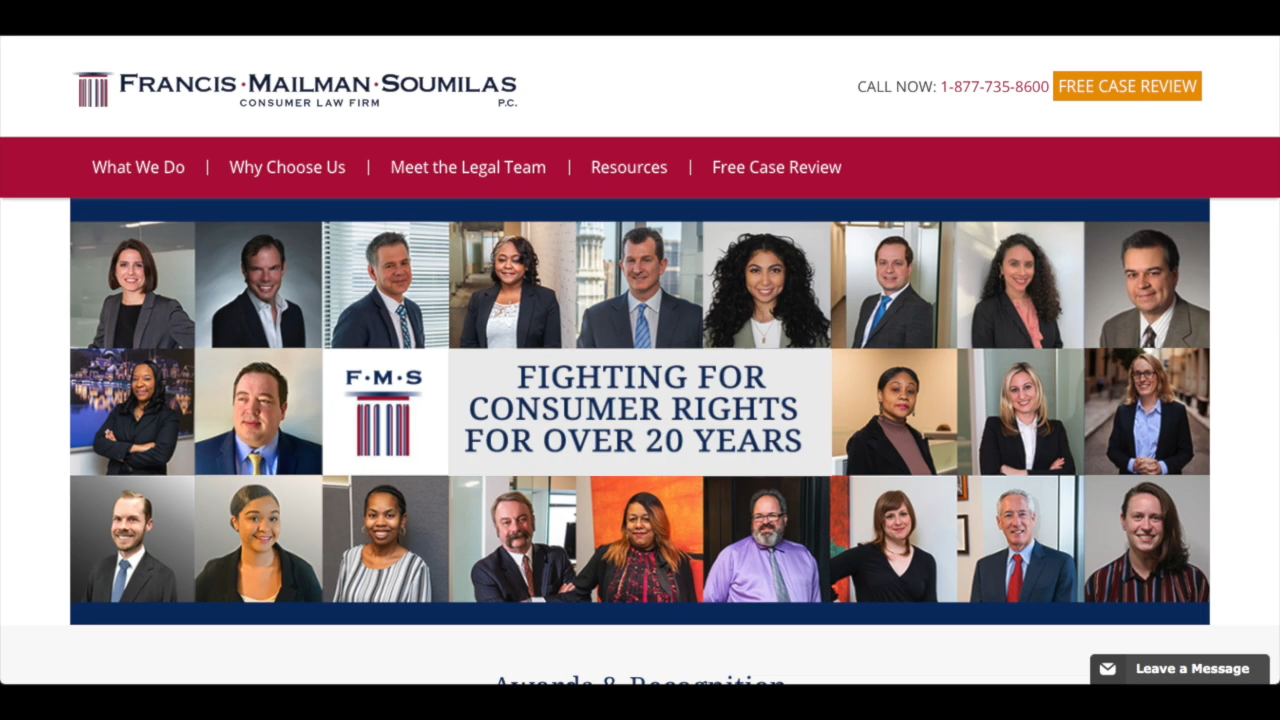 FRANCIS·MAILMAN·SOUMILAS
CONSUMER LAW FIRM P.C.
CALL NOW: 1-877-735-8600 FREE CASE REVIEW
What We Do | Why Choose Us | Meet the Legal Team | Resources | Free Case Review
F·M·S
FIGHTING FOR
CONSUMER RIGHTS
FOR OVER 20 YEARS
Awards & Recognition
Leave a Message